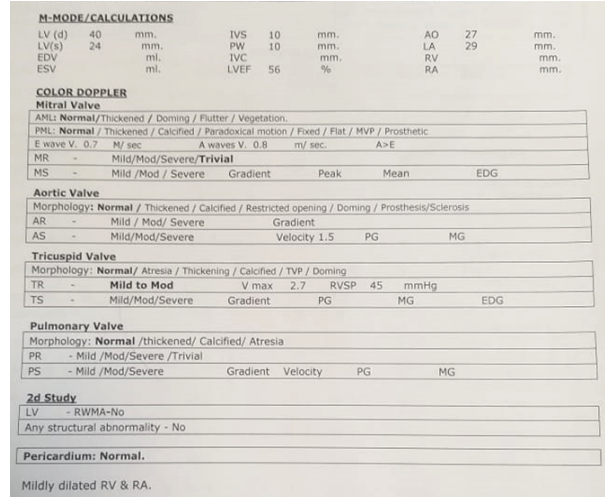 M-MODE/CALCULATIONS
LV (d) 40 mm. IVS 10 mm. AO 27 mm.
LV(s) 24 mm. PW 10 mm. LA 29 mm.
EDV ml. IVC mm. RV mm.
ESV ml. LVEF 56 % RA mm.
COLOR DOPPLER
Mitral Valve
AML: Normal/Thickened / Doming / Flutter / Vegetation.
PML: Normal / Thickened / Calcified / Paradoxical motion / Fixed / Flat / MVP / Prosthetic
E wave V. 0.7 M/ sec A waves V. 0.8 m/ sec. A>E
MR - Mild/Mod/Severe/Trivial
MS - Mild /Mod / Severe Gradient Peak Mean EDG
Aortic Valve
Morphology: Normal / Thickened / Calcified / Restricted opening / Doming / Prosthesis/Sclerosis
AR - Mild / Mod/ Severe Gradient
AS - Mild/Mod/Severe Velocity 1.5 PG MG
Tricuspid Valve
Morphology: Normal/ Atresia / Thickening / Calcified / TVP / Doming
TR - Mild to Mod V max 2.7 RVSP 45 mmHg
TS - Mild/Mod/Severe Gradient PG MG EDG
Pulmonary Valve
Morphology: Normal /thickened/ Calcified/ Atresia
PR - Mild /Mod/Severe /Trivial
PS - Mild /Mod/Severe Gradient Velocity PG MG
2d Study
LV - RWMA-No
Any structural abnormality - No
Pericardium: Normal.
Mildly dilated RV & RA.